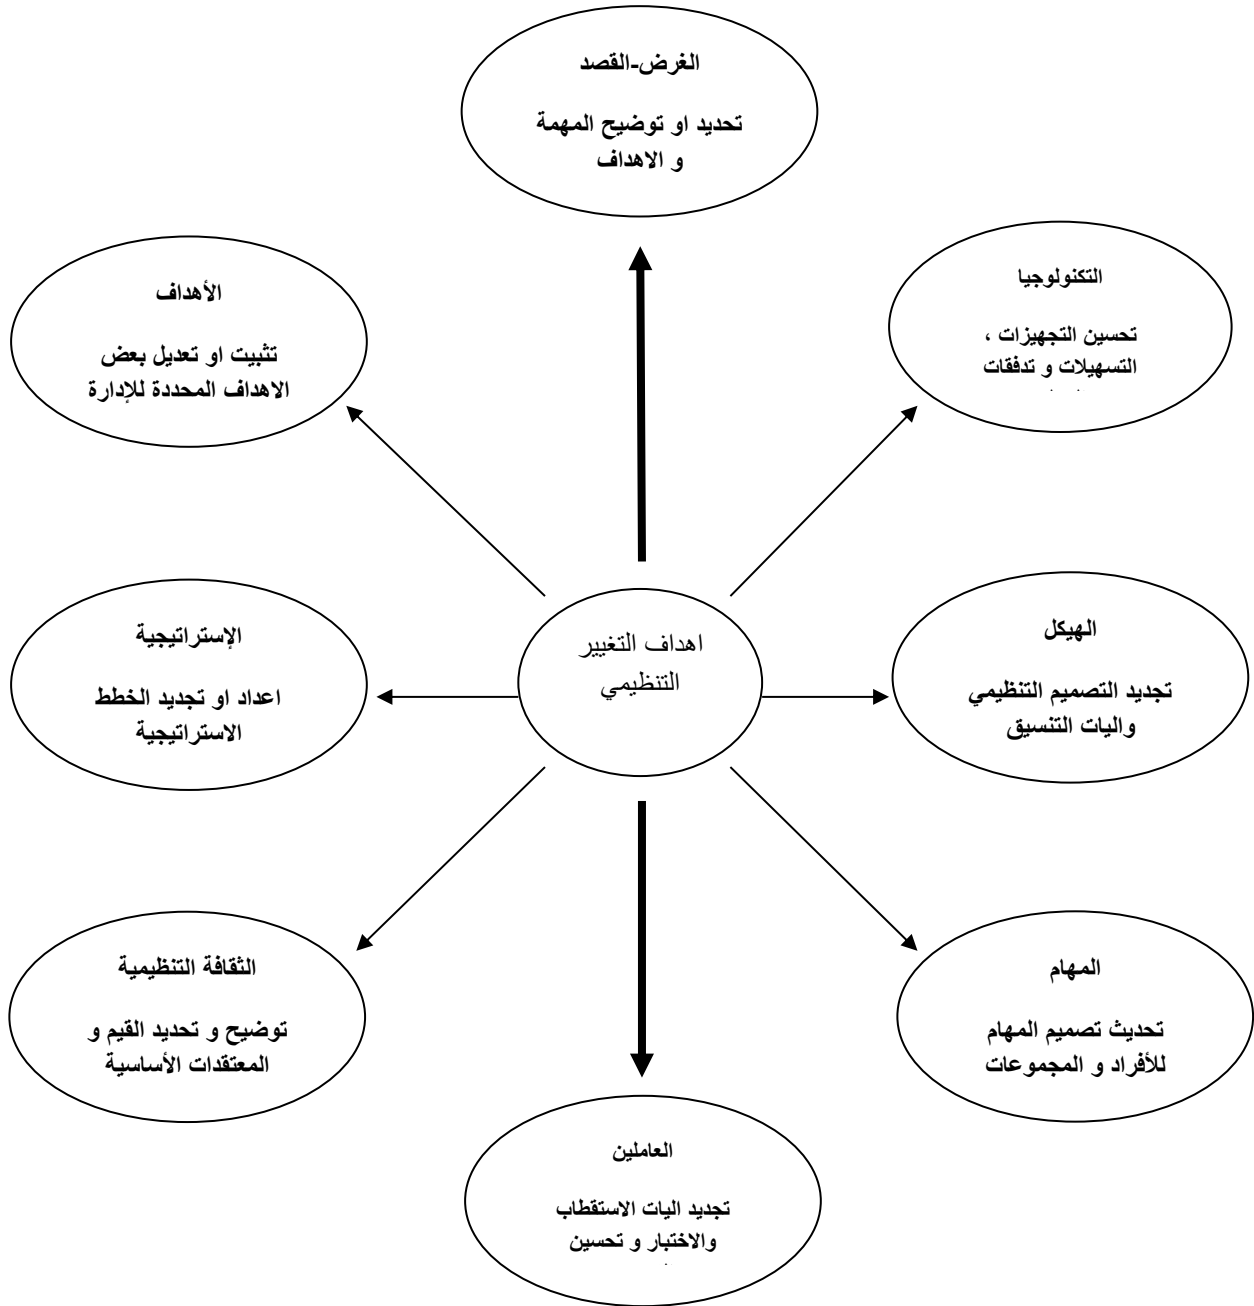 الغرض-القصد
تحديد او توضيح المهمة
و الاهداف
التكنولوجيا
تحسين التجهيزات ،
التسهيلات و تدفقات
الأهداف
تثبيت او تعديل بعض
الاهداف المحددة للإدارة
اهداف التغيير
التنظيمي
الهيكل
تجديد التصميم التنظيمي
واليات التنسيق
الإستراتيجية
اعداد او تجديد الخطط
الاستراتيجية
المهام
تحديث تصميم المهام
للأفراد و المجموعات
الثقافة التنظيمية
توضيح و تحديد القيم و
المعتقدات الأساسية
العاملين
تجديد اليات الاستقطاب
والاختبار و تحسين